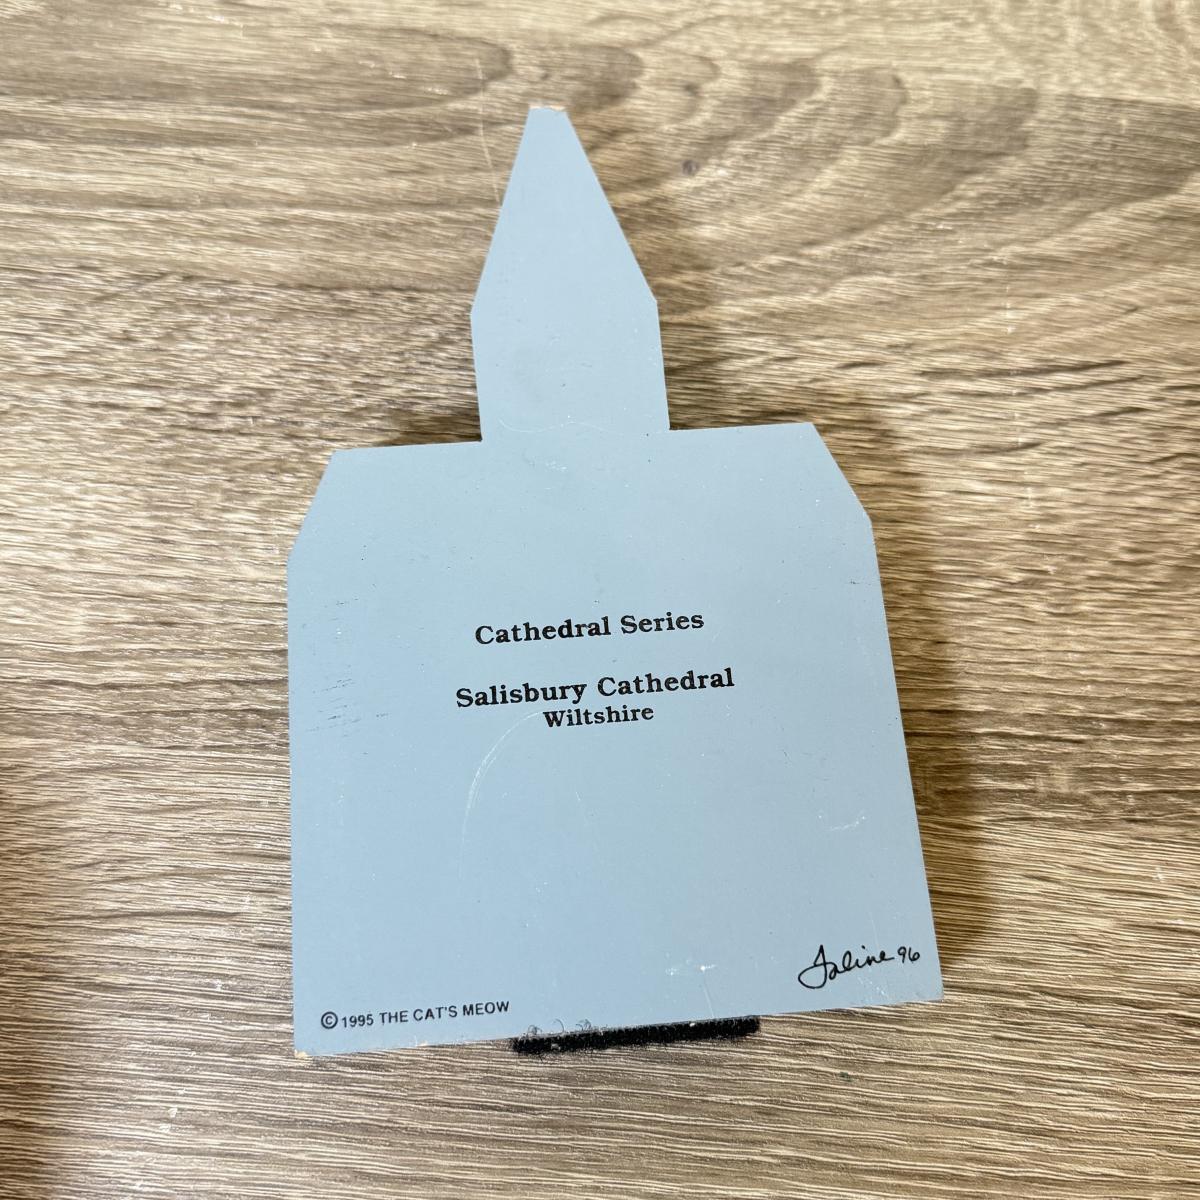 Cathedral Series
Salisbury Cathedral
Wiltshire
Faline 96
© 1995 THE CAT'S MEOW